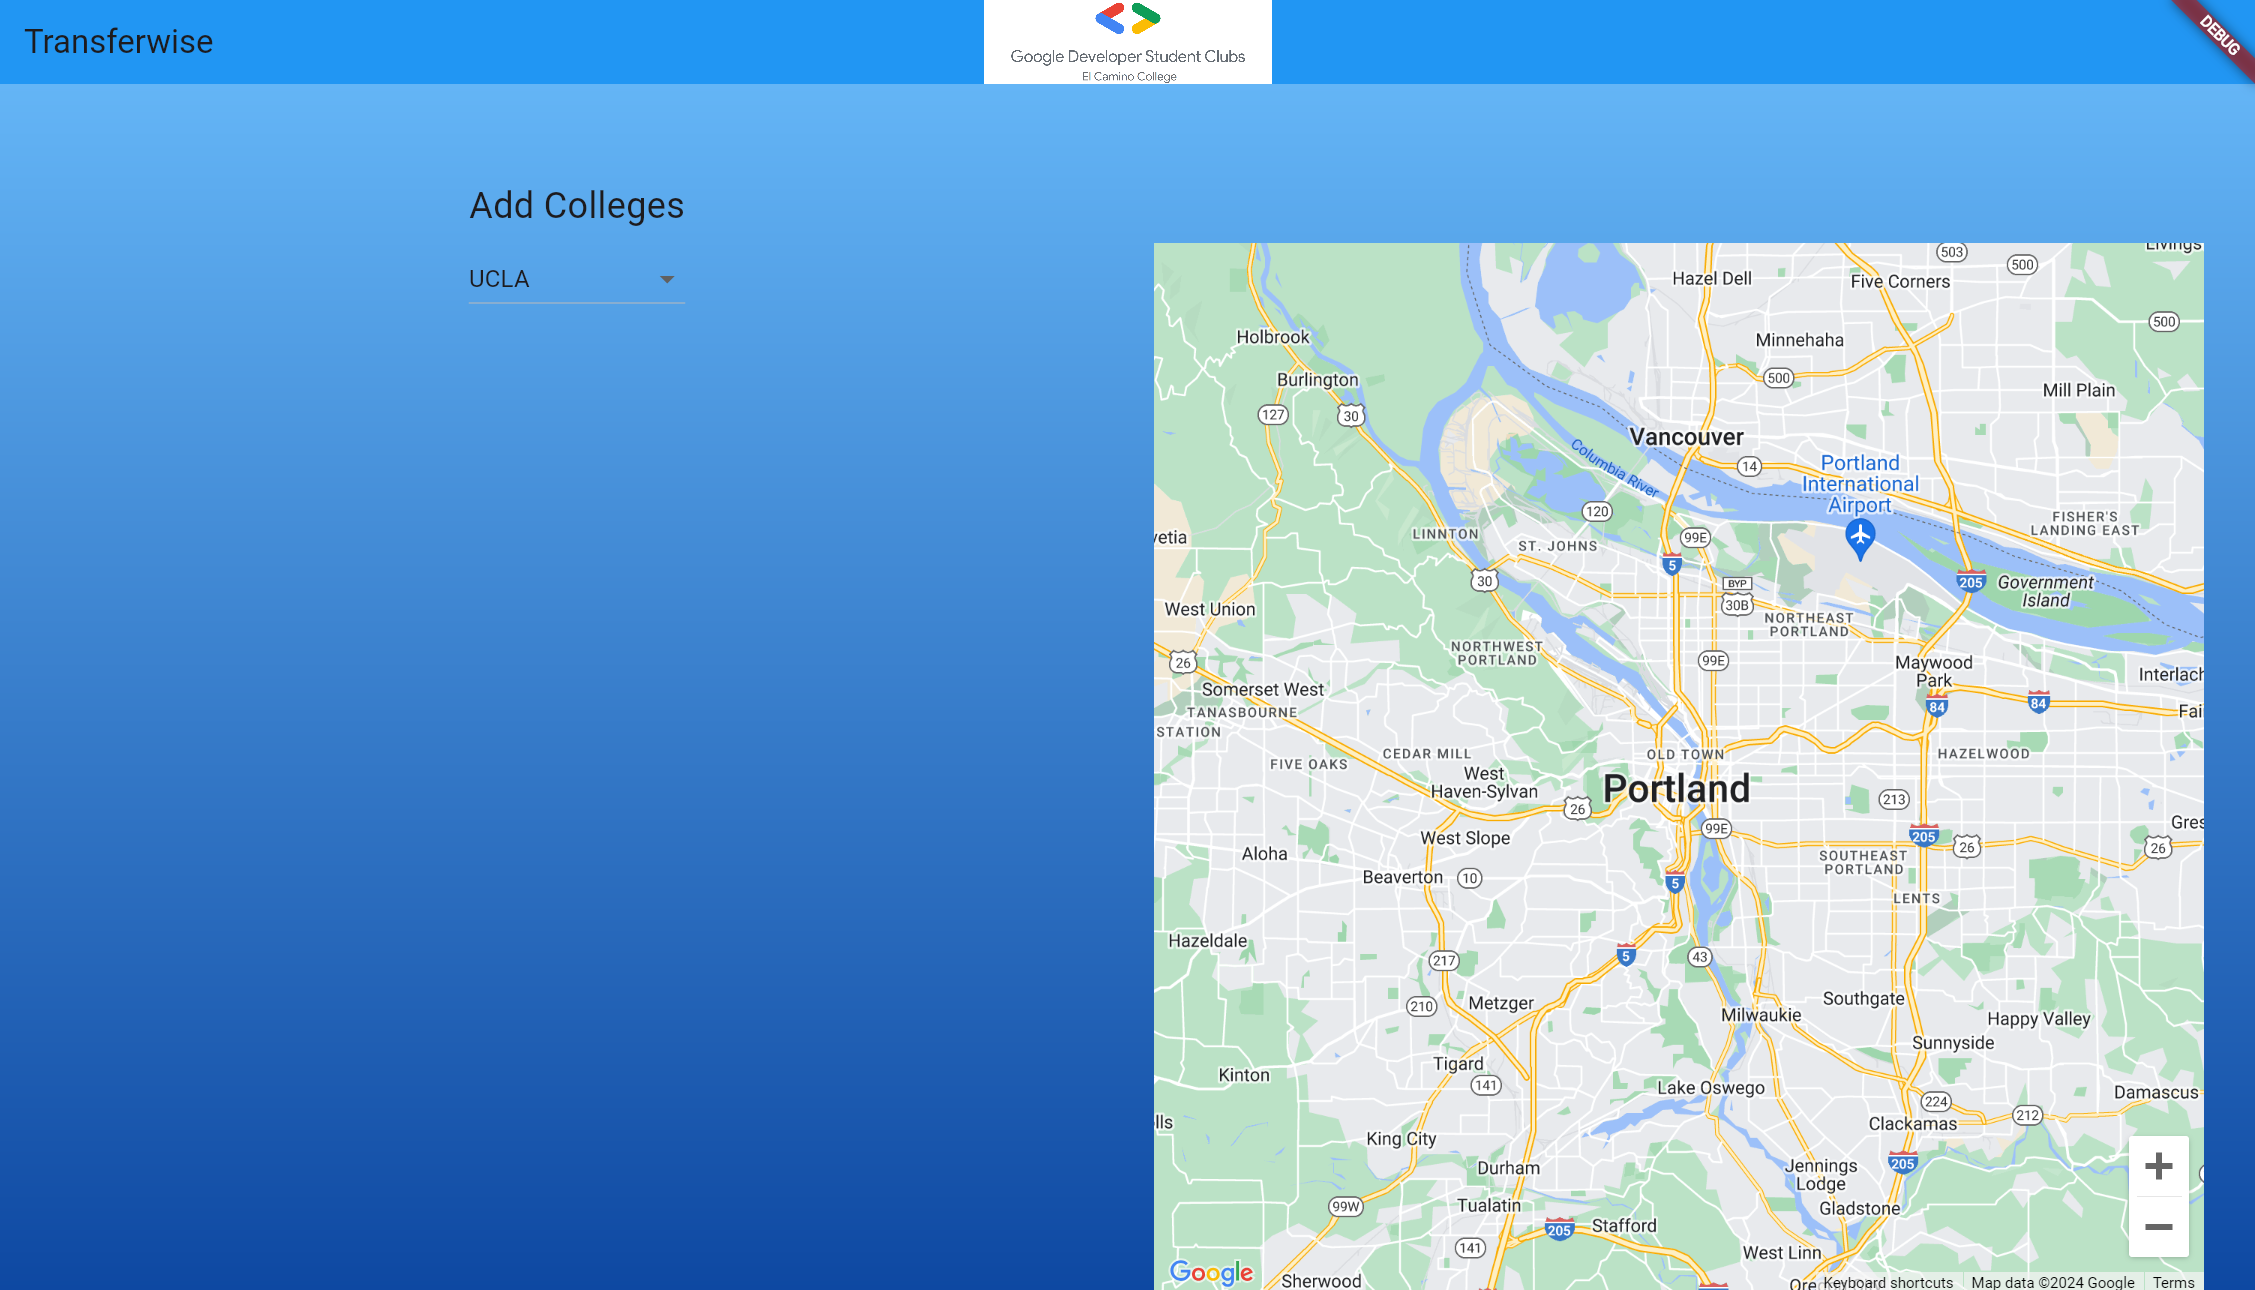 Transferwise
Google Developer Student Clubs
El Camino College
DEBUG
Add Colleges
UCLA
503
500
Hazel Dell
Five Corners
500
Holbrook
Minnehaha
Burlington
500
Mill Plain
127
30
Vancouver
14
Columbia River
Portland
International
Airport
120
FISHER'S
LANDING EAST
LINNTON
ST. JOHNS
99E
5
30
BYP
30B
205
Government
Island
West Union
NORTHEAST
PORTLAND
NORTHWEST
PORTLAND
99E
26
Maywood
Park
Somerset West
TANASBOURNE
84
84
STATION
OLD TOWN
CEDAR MILL
HAZELWOOD
FIVE OAKS
West
Haven-Sylvan
Portland
26
213
99E
West Slope
205
26
26
Aloha
SOUTHEAST
PORTLAND
Beaverton
10
5
LENTS
Hazeldale
217
5
43
210
Metzger
Southgate
Milwaukie
Happy Valley
Sunnyside
Tigard
Kinton
141
Lake Oswego
Damascus
224
212
Clackamas
King City
Durham
Jennings
Lodge
205
99W
Tualatin
Gladstone
205
Stafford
141
West Linn
Google
Sherwood
Keyboard shortcuts
Map data ©2024 Google
Terms